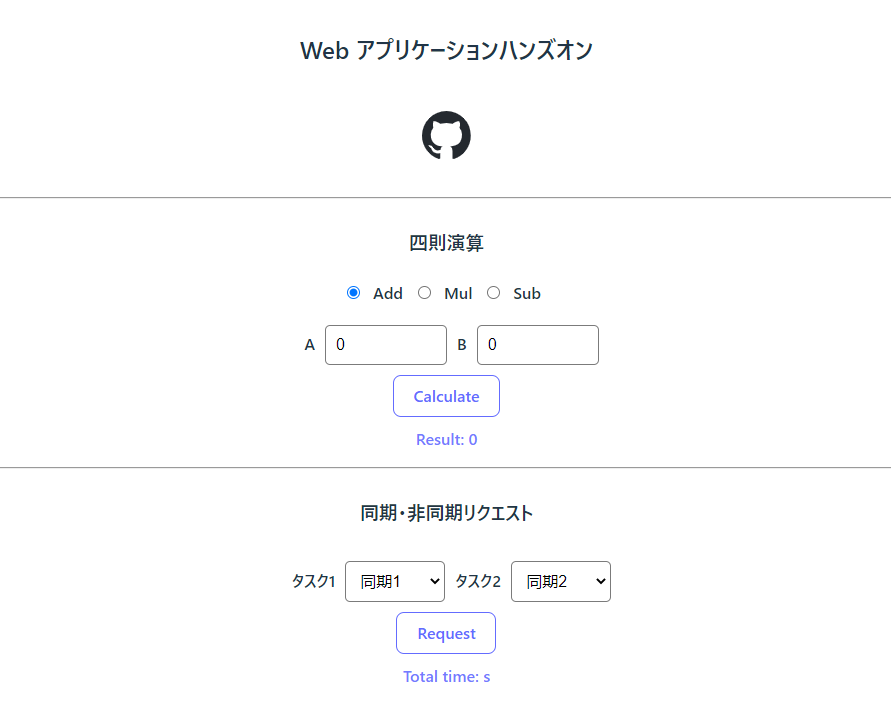 Web アプリケーションハンズオン
四則演算
Add Mul Sub
A 0 B 0
Calculate
Result: 0
同期・非同期リクエスト
タスク1 同期1 タスク2 同期2
Request
Total time: s